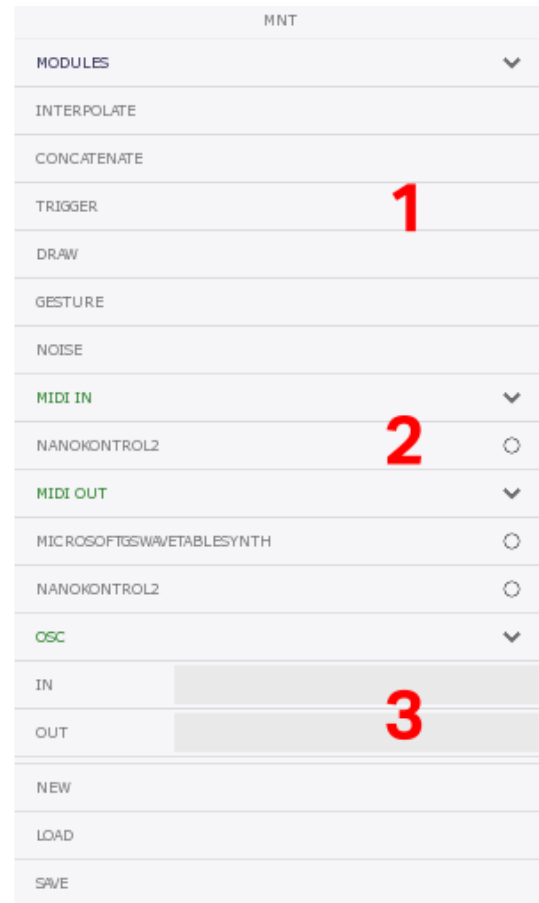 MNT
MODULES
INTERPOLATE
CONCATENATE
TRIGGER
1
DRAW
GESTURE
NOISE
MIDI IN
NANOKONTROL2
2
MIDI OUT
MICROSOFTGSWAVETABLESYNTH
NANOKONTROL2
OSC
IN
3
OUT
NEW
LOAD
SAVE